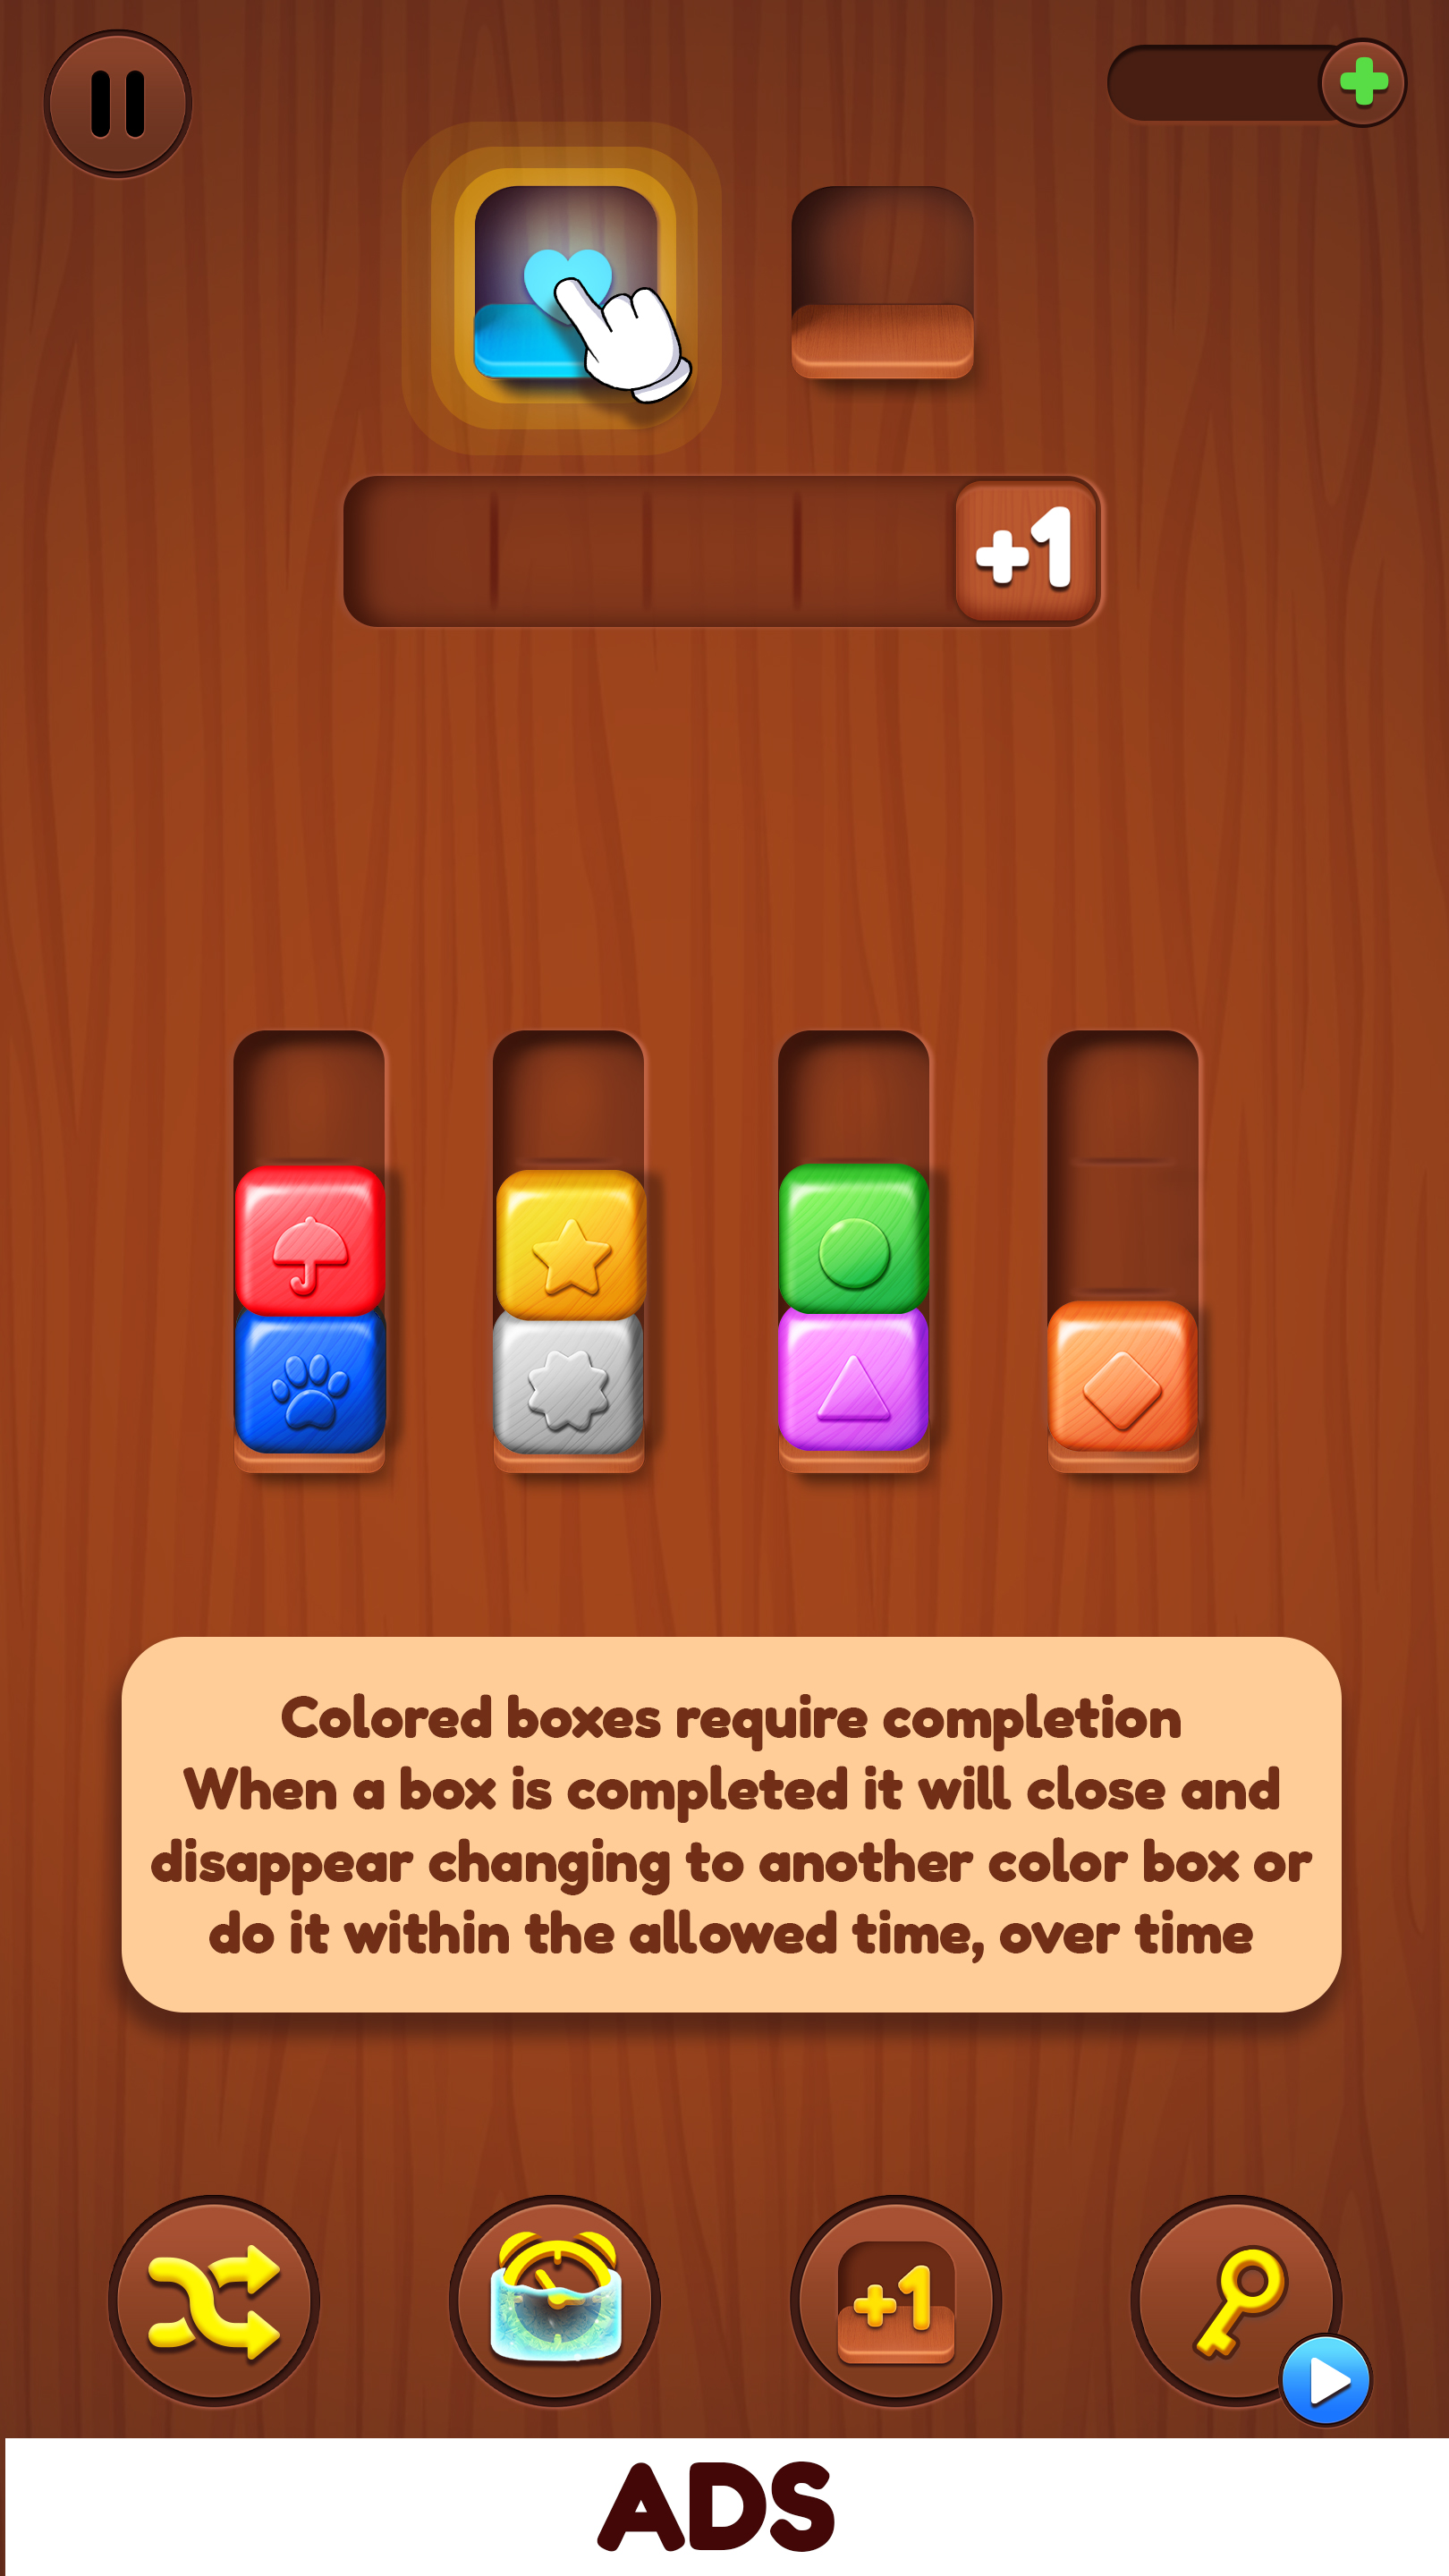 +1
Colored boxes require completion
When a box is completed it will close and
disappear changing to another color box or
do it within the allowed time, over time
+1
ADS